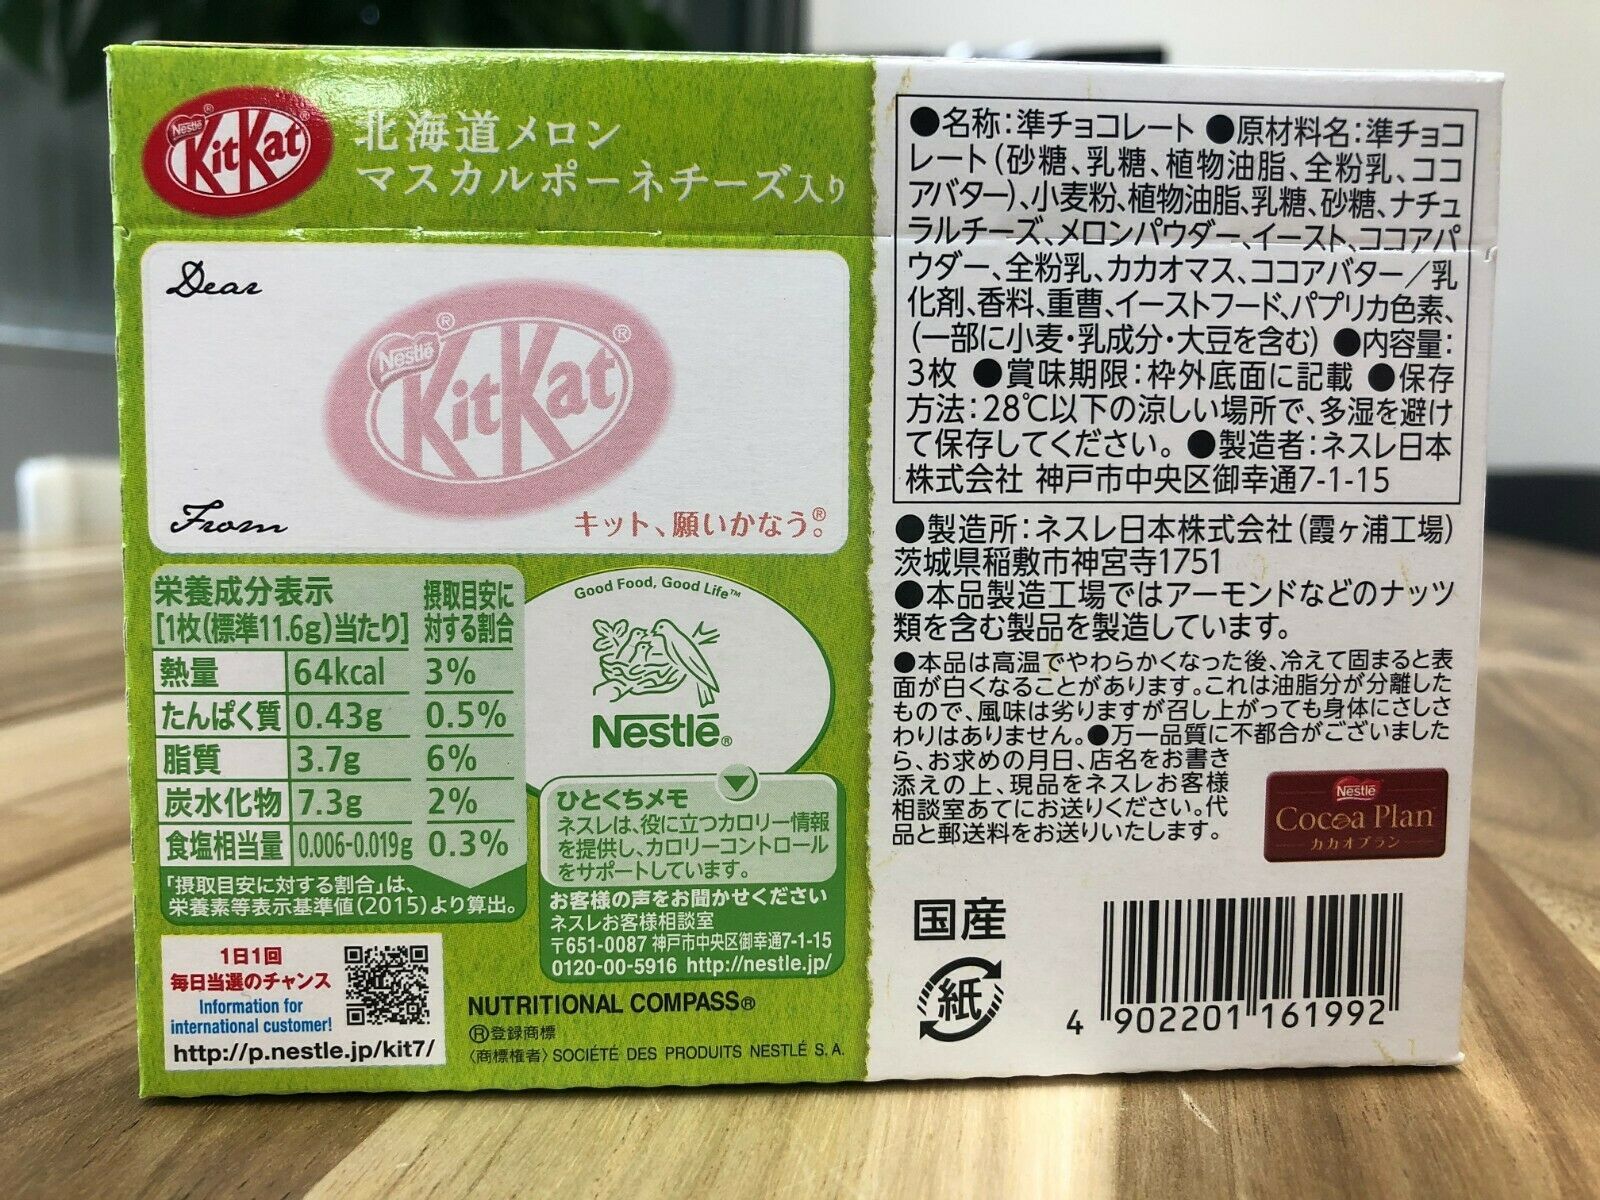 Nestlé KitKat®
北海道メロン
マスカルポーネチーズ入り
Dear
Nestlé® KitKat®
From
キット、願いかなう。®
栄養成分表示
[1枚(標準11.6g)当たり]
摂取目安に
対する割合
熱量 64kcal 3%
たんぱく質 0.43g 0.5%
脂質 3.7g 6%
炭水化物 7.3g 2%
食塩相当量 0.006-0.019g 0.3%
「摂取目安に対する割合」は、
栄養素等表示基準値(2015)より算出。
Good Food, Good Life™
Nestlé®
ひとくちメモ
ネスレは、役に立つカロリー情報
を提供し、カロリーコントロール
をサポートしています。
お客様の声をお聞かせください
ネスレお客様相談室
〒651-0087 神戸市中央区御幸通7-1-15
0120-00-5916 http://nestle.jp/
1日1回
毎日当選のチャンス
Information for
international customer!
http://p.nestle.jp/kit7/
NUTRITIONAL COMPASS®
Ⓡ登録商標
〈商標権者〉SOCIÉTÉ DES PRODUITS NESTLÉ S.A.
●名称:準チョコレート ●原材料名:準チョコ
レート(砂糖、乳糖、植物油脂、全粉乳、ココ
アバター)、小麦粉、植物油脂、乳糖、砂糖、ナチュ
ラルチーズ、メロンパウダー、イースト、ココアパ
ウダー、全粉乳、カカオマス、ココアバター／乳
化剤、香料、重曹、イーストフード、パプリカ色素、
(一部に小麦・乳成分・大豆を含む) ●内容量:
3枚 ●賞味期限:枠外底面に記載 ●保存
方法:28℃以下の涼しい場所で、多湿を避け
て保存してください。 ●製造者:ネスレ日本
株式会社 神戸市中央区御幸通7-1-15
●製造所:ネスレ日本株式会社(霞ヶ浦工場)
茨城県稲敷市神宮寺1751
●本品製造工場ではアーモンドなどのナッツ
類を含む製品を製造しています。
●本品は高温でやわらかくなった後、冷えて固まると表
面が白くなることがあります。これは油脂分が分離した
もので、風味は劣りますが召し上がっても身体にさしさ
わりはありません。●万一品質に不都合がございました
ら、お求めの月日、店名をお書き
添えの上、現品をネスレお客様
相談室あてにお送りください。代
品と郵送料をお送りいたします。
Nestlé
Cocoa Plan
カカオプラン
国産
紙
4 902201 161992